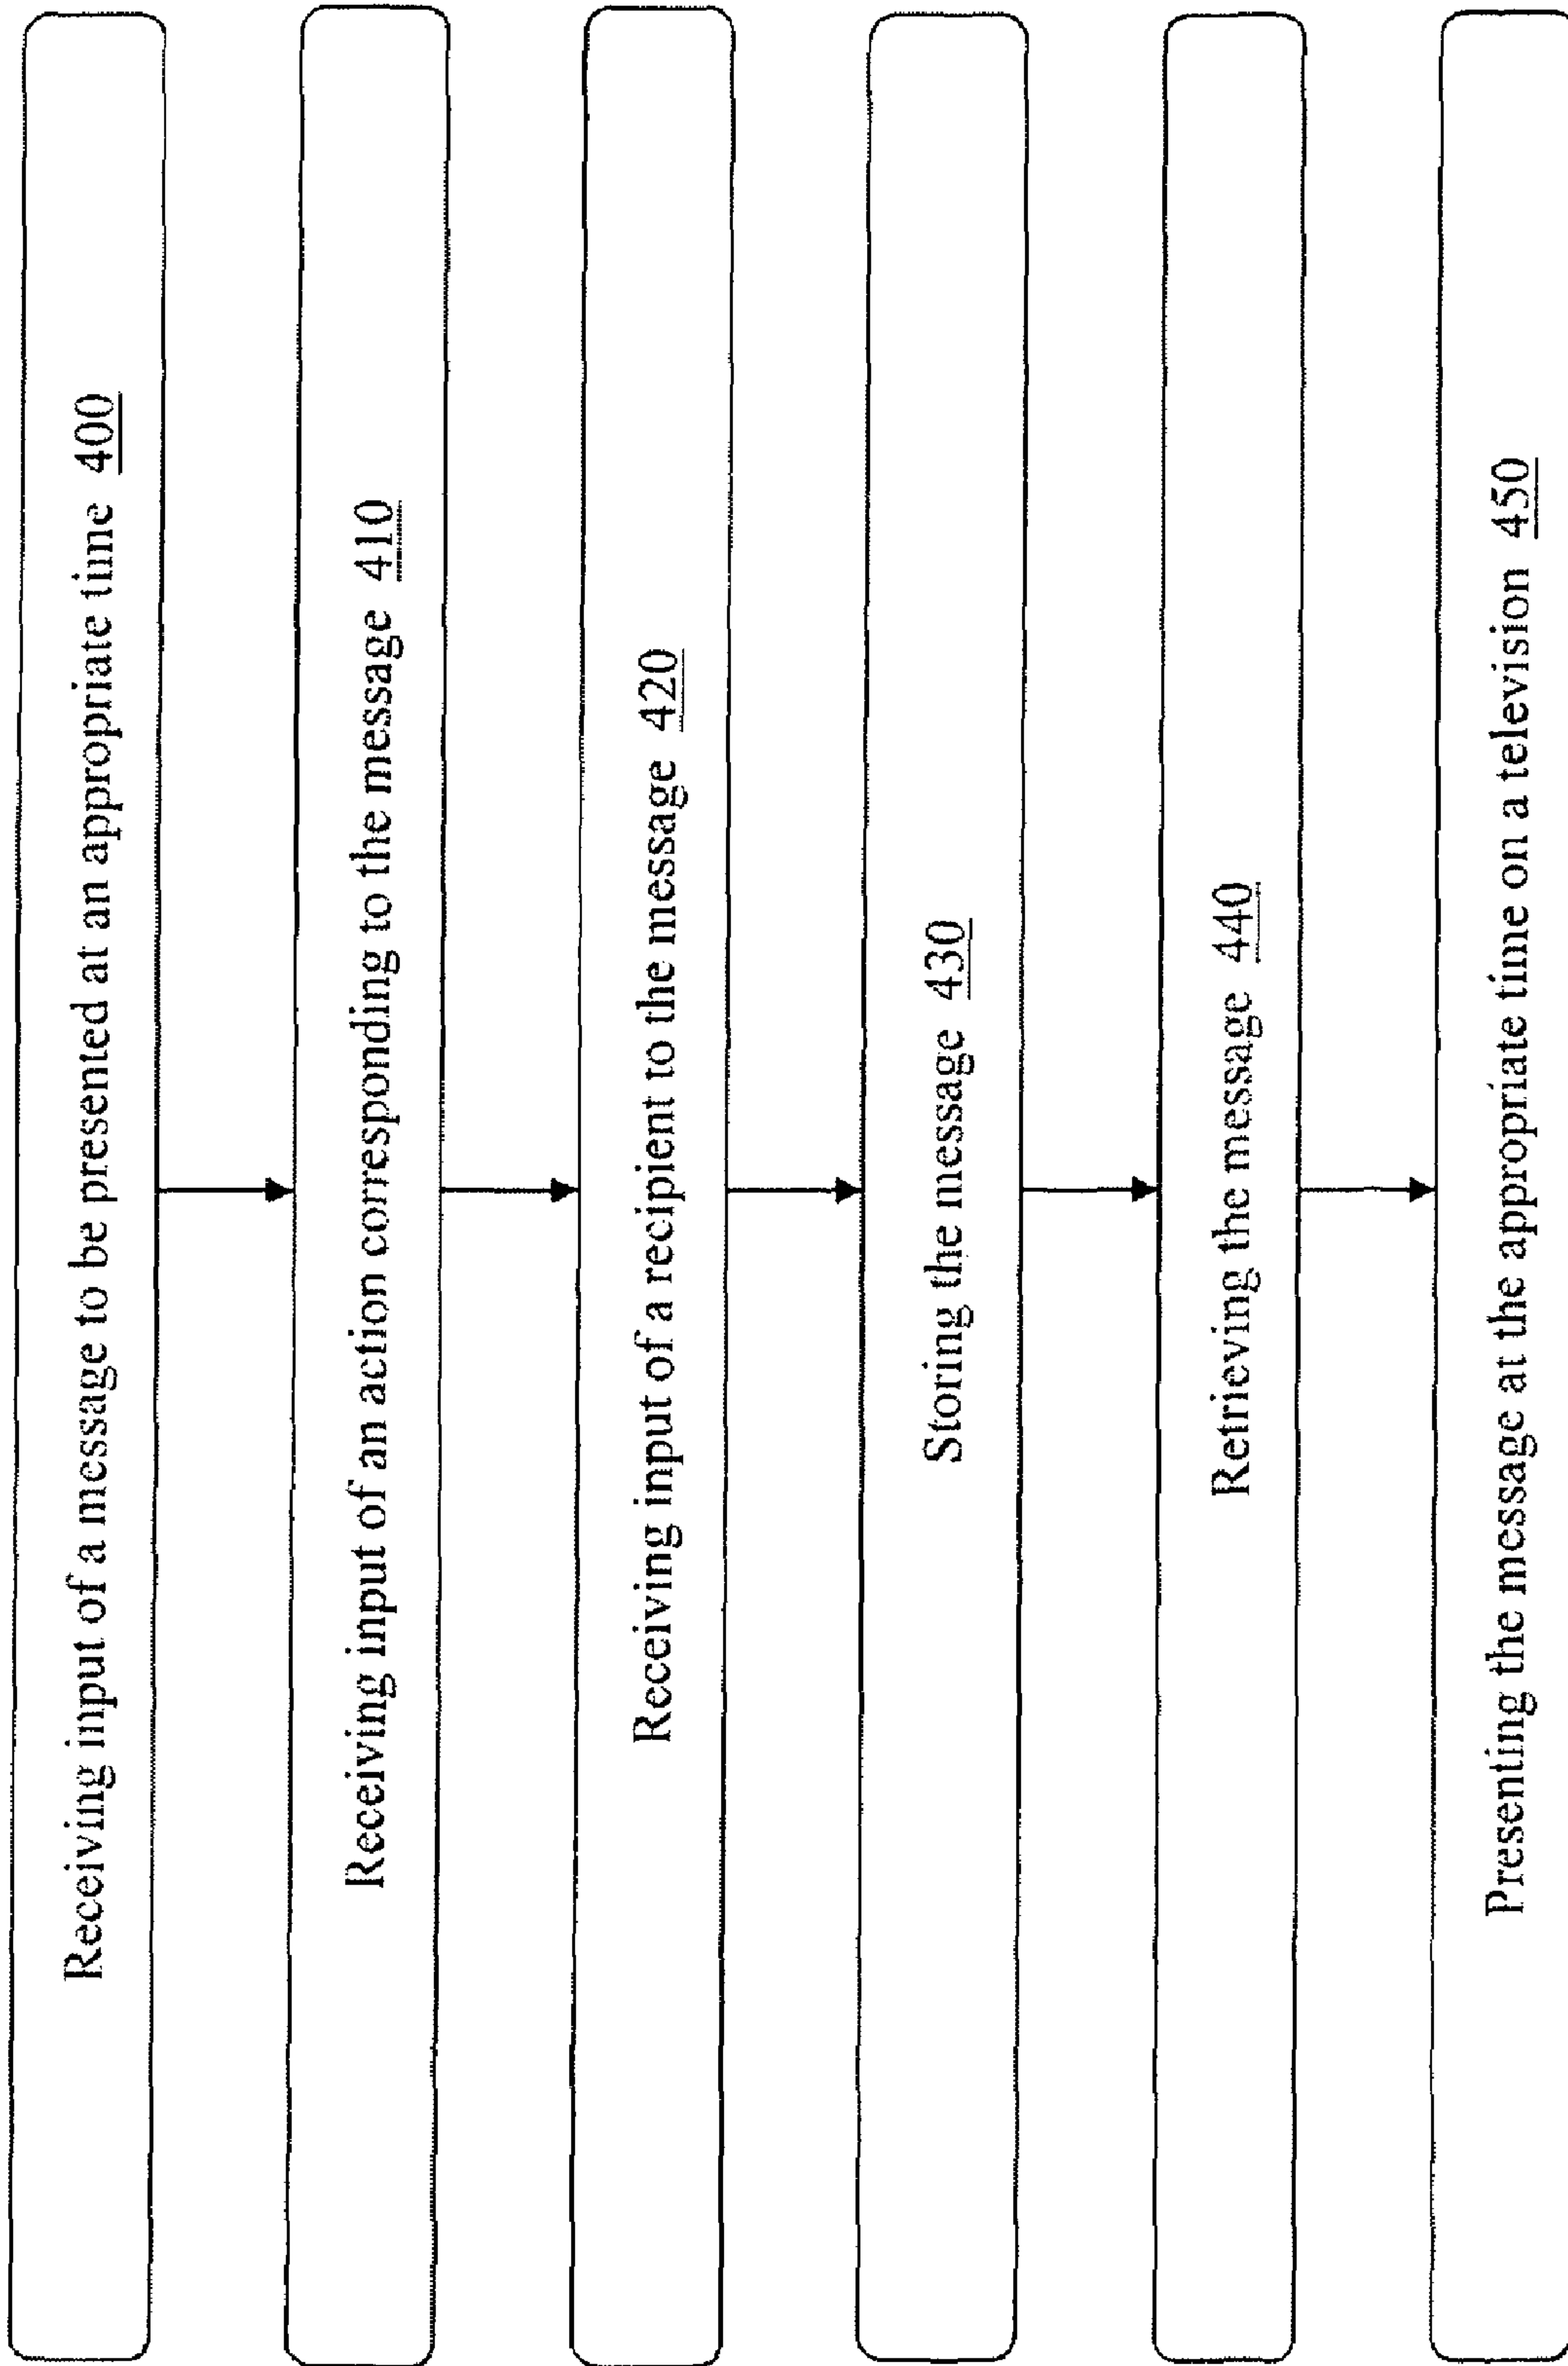 Receiving input of a message to be presented at an appropriate time 400
Receiving input of an action corresponding to the message 410
Receiving input of a recipient to the message 420
Storing the message 430
Retrieving the message 440
Presenting the message at the appropriate time on a television 450